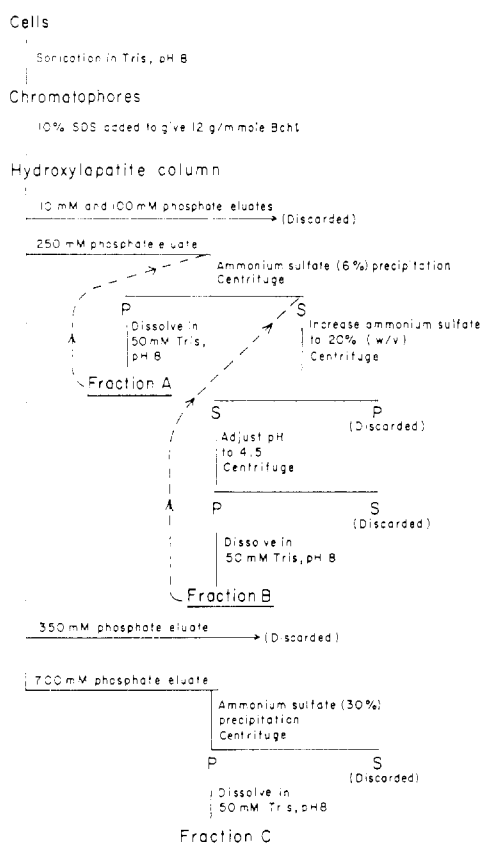 Cells
Sonication in Tris, pH 8
Chromatophores
10% SDS added to give 12 g/mmole Bchl
Hydroxylapatite column
10 mM and 100 mM phosphate eluates
(Discarded)
250 mM phosphate eluate
Ammonium sulfate (6%) precipitation
Centrifuge
P
S
Dissolve in
50 mM Tris,
pH 8
Increase ammonium sulfate
to 20% (w/v)
Centrifuge
Fraction A
S
P
(Discarded)
Adjust pH
to 4.5
Centrifuge
P
S
(Discarded)
Dissolve in
50 mM Tris, pH 8
Fraction B
350 mM phosphate eluate
(Discarded)
700 mM phosphate eluate
Ammonium sulfate (30%)
precipitation
Centrifuge
P
S
(Discarded)
Dissolve in
50 mM Tris, pH8
Fraction C